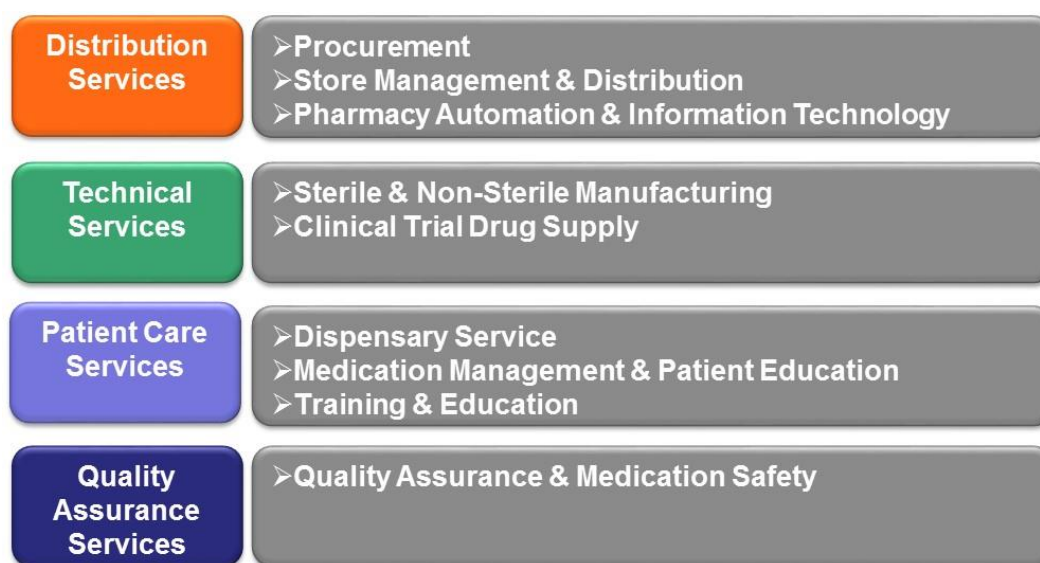 Distribution
Services
➢Procurement
➢Store Management & Distribution
➢Pharmacy Automation & Information Technology
Technical
Services
➢Sterile & Non-Sterile Manufacturing
➢Clinical Trial Drug Supply
Patient Care
Services
➢Dispensary Service
➢Medication Management & Patient Education
➢Training & Education
Quality
Assurance
Services
➢Quality Assurance & Medication Safety